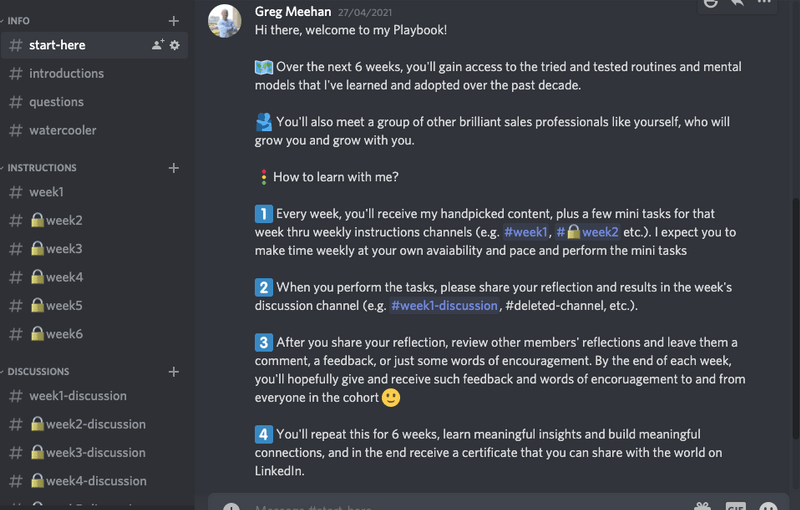 INFO
# start-here
# introductions
# questions
# watercooler
INSTRUCTIONS
# week1
# 🔒week2
# 🔒week3
# 🔒week4
# 🔒week5
# 🔒week6
DISCUSSIONS
# week1-discussion
# 🔒week2-discussion
# 🔒week3-discussion
# 🔒week4-discussion
Greg Meehan 27/04/2021
Hi there, welcome to my Playbook!
🗺️ Over the next 6 weeks, you'll gain access to the tried and tested routines and mental
models that I've learned and adopted over the past decade.
🫂 You'll also meet a group of other brilliant sales professionals like yourself, who will
grow you and grow with you.
🚦 How to learn with me?
1️⃣ Every week, you'll receive my handpicked content, plus a few mini tasks for that
week thru weekly instructions channels (e.g. #week1, #🔒week2 etc.). I expect you to
make time weekly at your own avaiability and pace and perform the mini tasks
2️⃣ When you perform the tasks, please share your reflection and results in the week's
discussion channel (e.g. #week1-discussion, #deleted-channel, etc.).
3️⃣ After you share your reflection, review other members' reflections and leave them a
comment, a feedback, or just some words of encouragement. By the end of each week,
you'll hopefully give and receive such feedback and words of encoruagement to and from
everyone in the cohort 🙂
4️⃣ You'll repeat this for 6 weeks, learn meaningful insights and build meaningful
connections, and in the end receive a certificate that you can share with the world on
LinkedIn.
Message #start-here
GIF